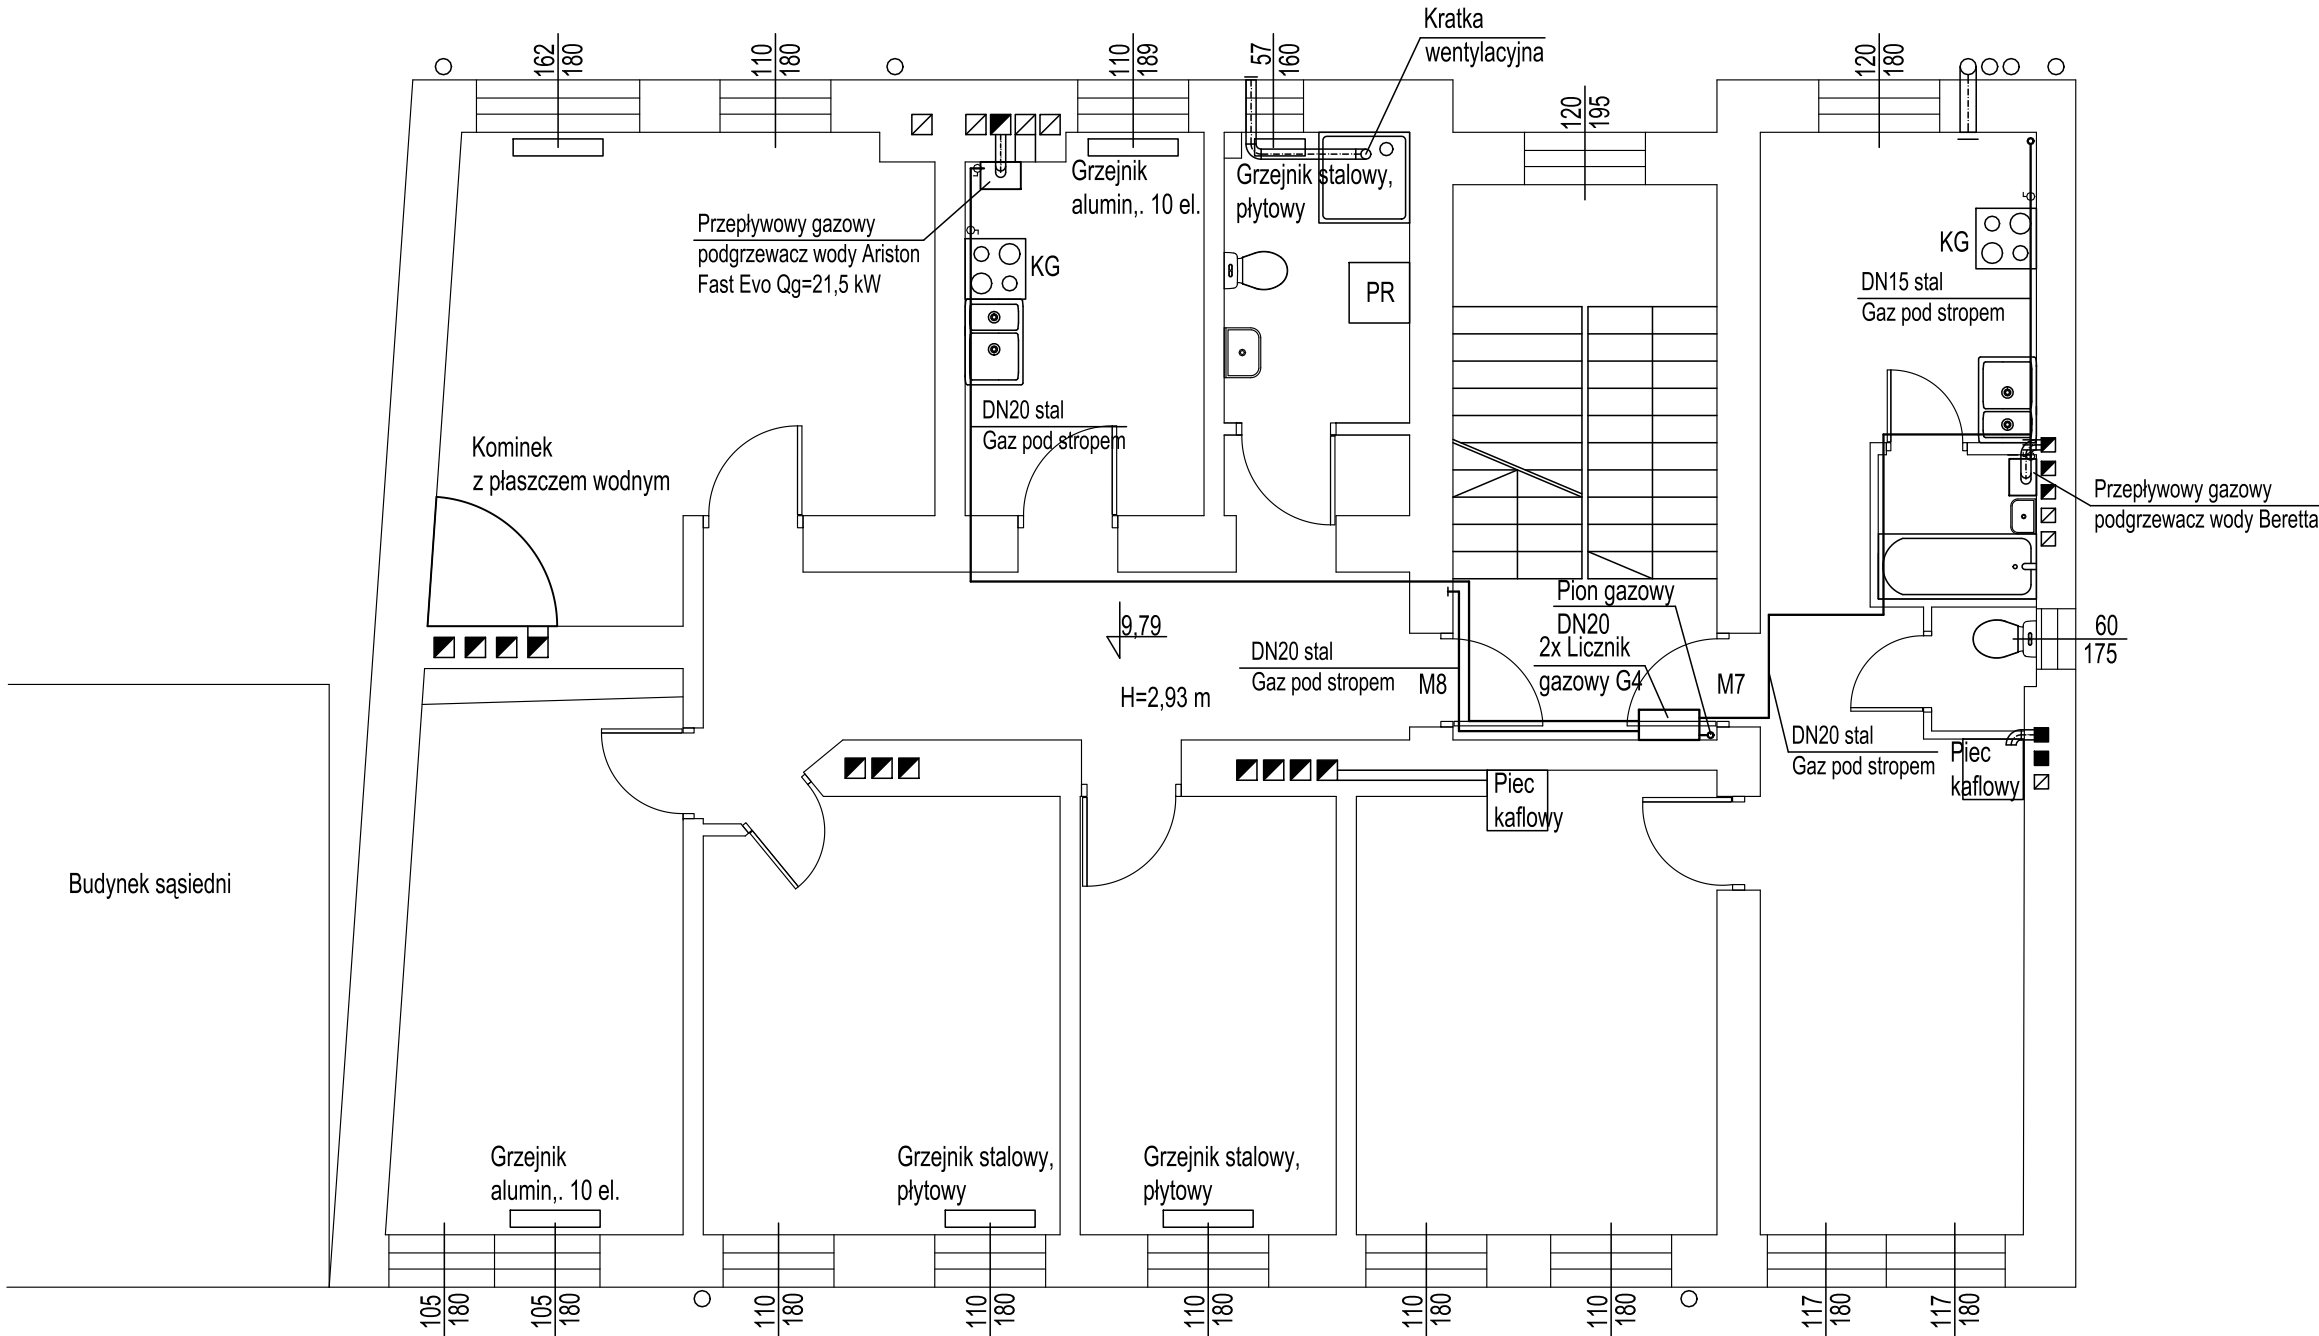 Kratka
wentylacyjna
162
180
110
180
110
189
57
160
120
195
120
180
Grzejnik
alumin,. 10 el.
Grzejnik stalowy,
płytowy
Przepływowy gazowy
podgrzewacz wody Ariston
Fast Evo Qg=21,5 kW
KG
PR
KG
DN15 stal
Gaz pod stropem
DN20 stal
Gaz pod stropem
Kominek
z płaszczem wodnym
Przepływowy gazowy
podgrzewacz wody Beretta
Pion gazowy
DN20
2x Licznik
gazowy G4
9,79
H=2,93 m
DN20 stal
Gaz pod stropem
M8
M7
60
175
DN20 stal
Gaz pod stropem
Piec
kaflowy
Piec
kaflowy
Budynek sąsiedni
Grzejnik
alumin,. 10 el.
Grzejnik stalowy,
płytowy
Grzejnik stalowy,
płytowy
105
180
105
180
110
180
110
180
110
180
110
180
110
180
117
180
117
180